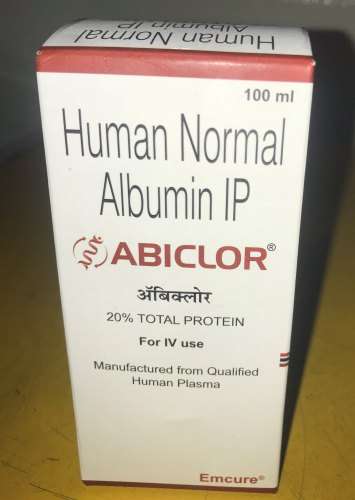 Human
Normal
Albumin IP
100 ml
Human Normal
Albumin IP
ABICLOR®
ॲबिक्लोर
20% TOTAL PROTEIN
For IV use
Manufactured from Qualified
Human Plasma
Emcure®